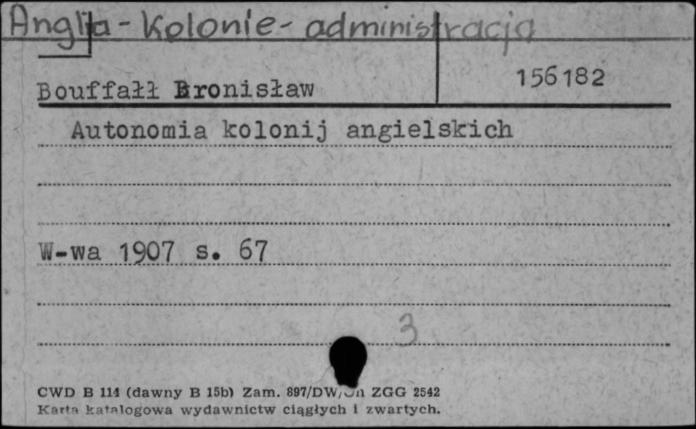 Anglia - Kolonie - administracja
Bouffałł Bronisław 156182
Autonomia kolonij angielskich
W-wa 1907 s. 67
3
CWD B 114 (dawny B 15b) Zam. 897/DW/ ZGG 2542
Karta katalogowa wydawnictw ciągłych i zwartych.